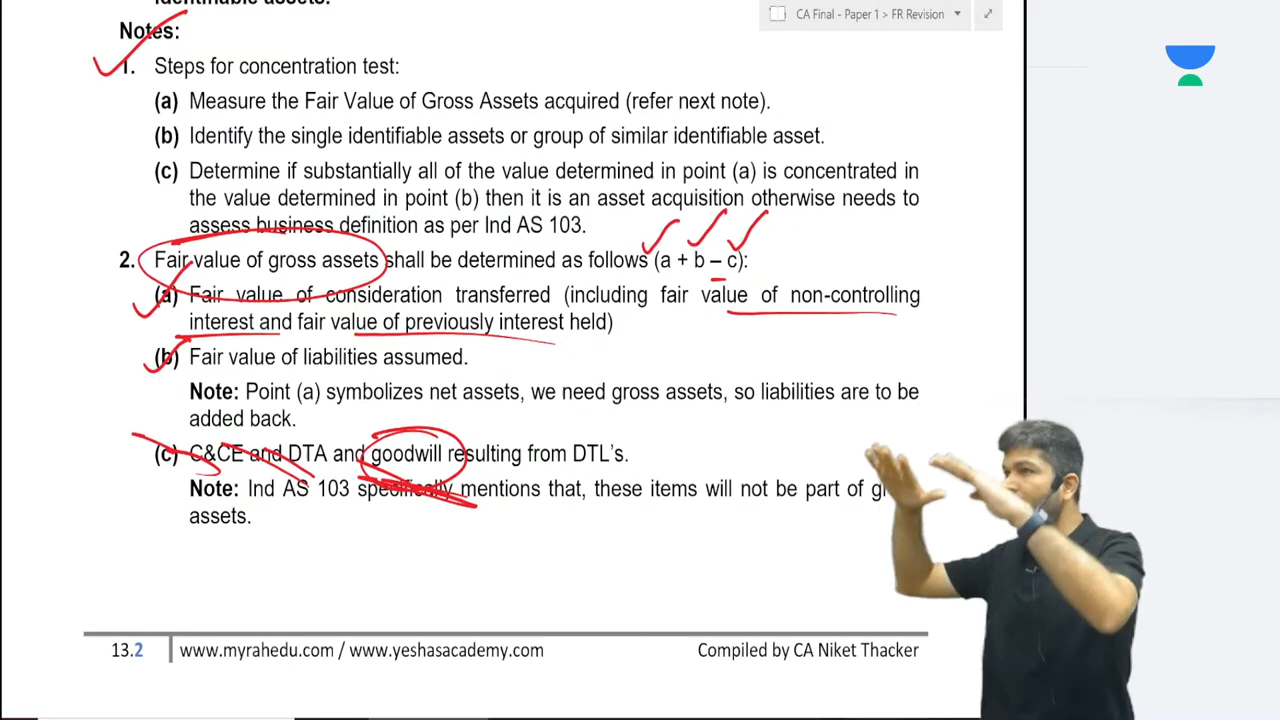 identifiable assets.
CA Final - Paper 1 > FR Revision
Notes:
1. Steps for concentration test:
(a) Measure the Fair Value of Gross Assets acquired (refer next note).
(b) Identify the single identifiable assets or group of similar identifiable asset.
(c) Determine if substantially all of the value determined in point (a) is concentrated in
the value determined in point (b) then it is an asset acquisition otherwise needs to
assess business definition as per Ind AS 103.
2. Fair value of gross assets shall be determined as follows (a + b – c):
(a) Fair value of consideration transferred (including fair value of non-controlling
interest and fair value of previously interest held)
(b) Fair value of liabilities assumed.
Note: Point (a) symbolizes net assets, we need gross assets, so liabilities are to be
added back.
(c) C&CE and DTA and goodwill resulting from DTL's.
Note: Ind AS 103 specifically mentions that, these items will not be part of
assets.
13.2 www.myrahedu.com / www.yeshasacademy.com Compiled by CA Niket Thacker